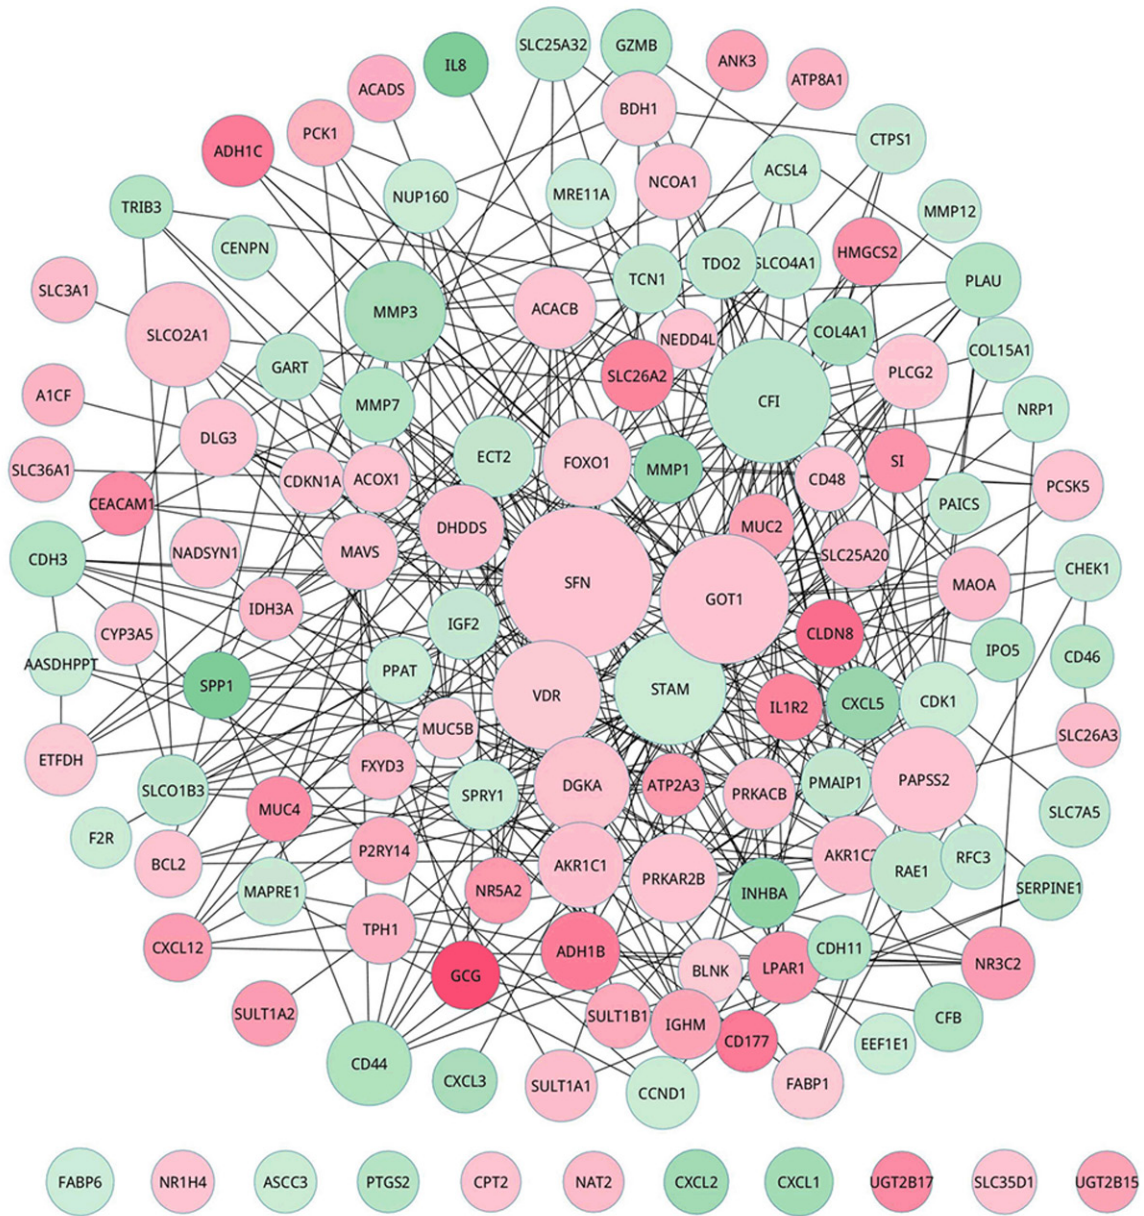 SLC25A32
GZMB
IL8
ANK3
ATP8A1
ACADS
BDH1
PCK1
ADH1C
CTPS1
ACSL4
NCOA1
MRE11A
NUP160
TRIB3
MMP12
CENPN
HMGCS2
TDO2
SLCO4A1
TCN1
PLAU
SLC3A1
MMP3
ACACB
SLCO2A1
COL4A1
NEDD4L
COL15A1
GART
SLC26A2
PLCG2
A1CF
MMP7
CFI
NRP1
DLG3
ECT2
FOXO1
MMP1
SI
SLC36A1
CDKN1A
ACOX1
CD48
PCSK5
CEACAM1
PAICS
DHDDS
MUC2
NADSYN1
MAVS
SLC25A20
CDH3
CHEK1
SFN
MAOA
GOT1
IDH3A
CYP3A5
IGF2
CLDN8
IPO5
AASDHPPT
PPAT
CD46
SPP1
VDR
STAM
IL1R2
CXCL5
CDK1
MUC5B
SLC26A3
ETFDH
FXYD3
PAPSS2
SLCO1B3
SPRY1
DGKA
ATP2A3
PRKACB
PMAIP1
MUC4
SLC7A5
F2R
P2RY14
AKR1C2
RFC3
BCL2
AKR1C1
RAE1
PRKAR2B
MAPRE1
NR5A2
INHBA
SERPINE1
TPH1
CXCL12
ADH1B
CDH11
GCG
BLNK
LPAR1
NR3C2
SULT1A2
SULT1B1
IGHM
CFB
CD177
EEF1E1
CD44
CXCL3
SULT1A1
CCND1
FABP1
FABP6
NR1H4
ASCC3
PTGS2
CPT2
NAT2
CXCL2
CXCL1
UGT2B17
SLC35D1
UGT2B15